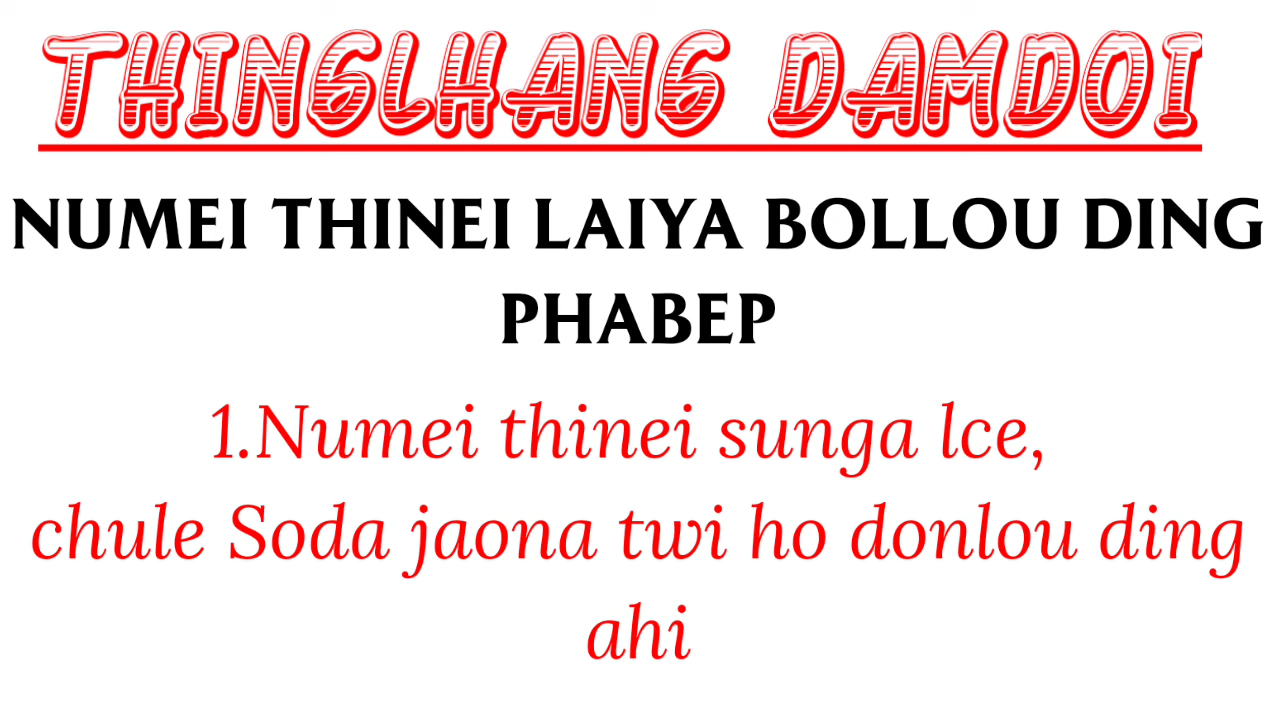 THINGLHANG DAMDOI
NUMEI THINEI LAIYA BOLLOU DING
PHABEP
1.Numei thinei sunga lce,
chule Soda jaona twi ho donlou ding
ahi